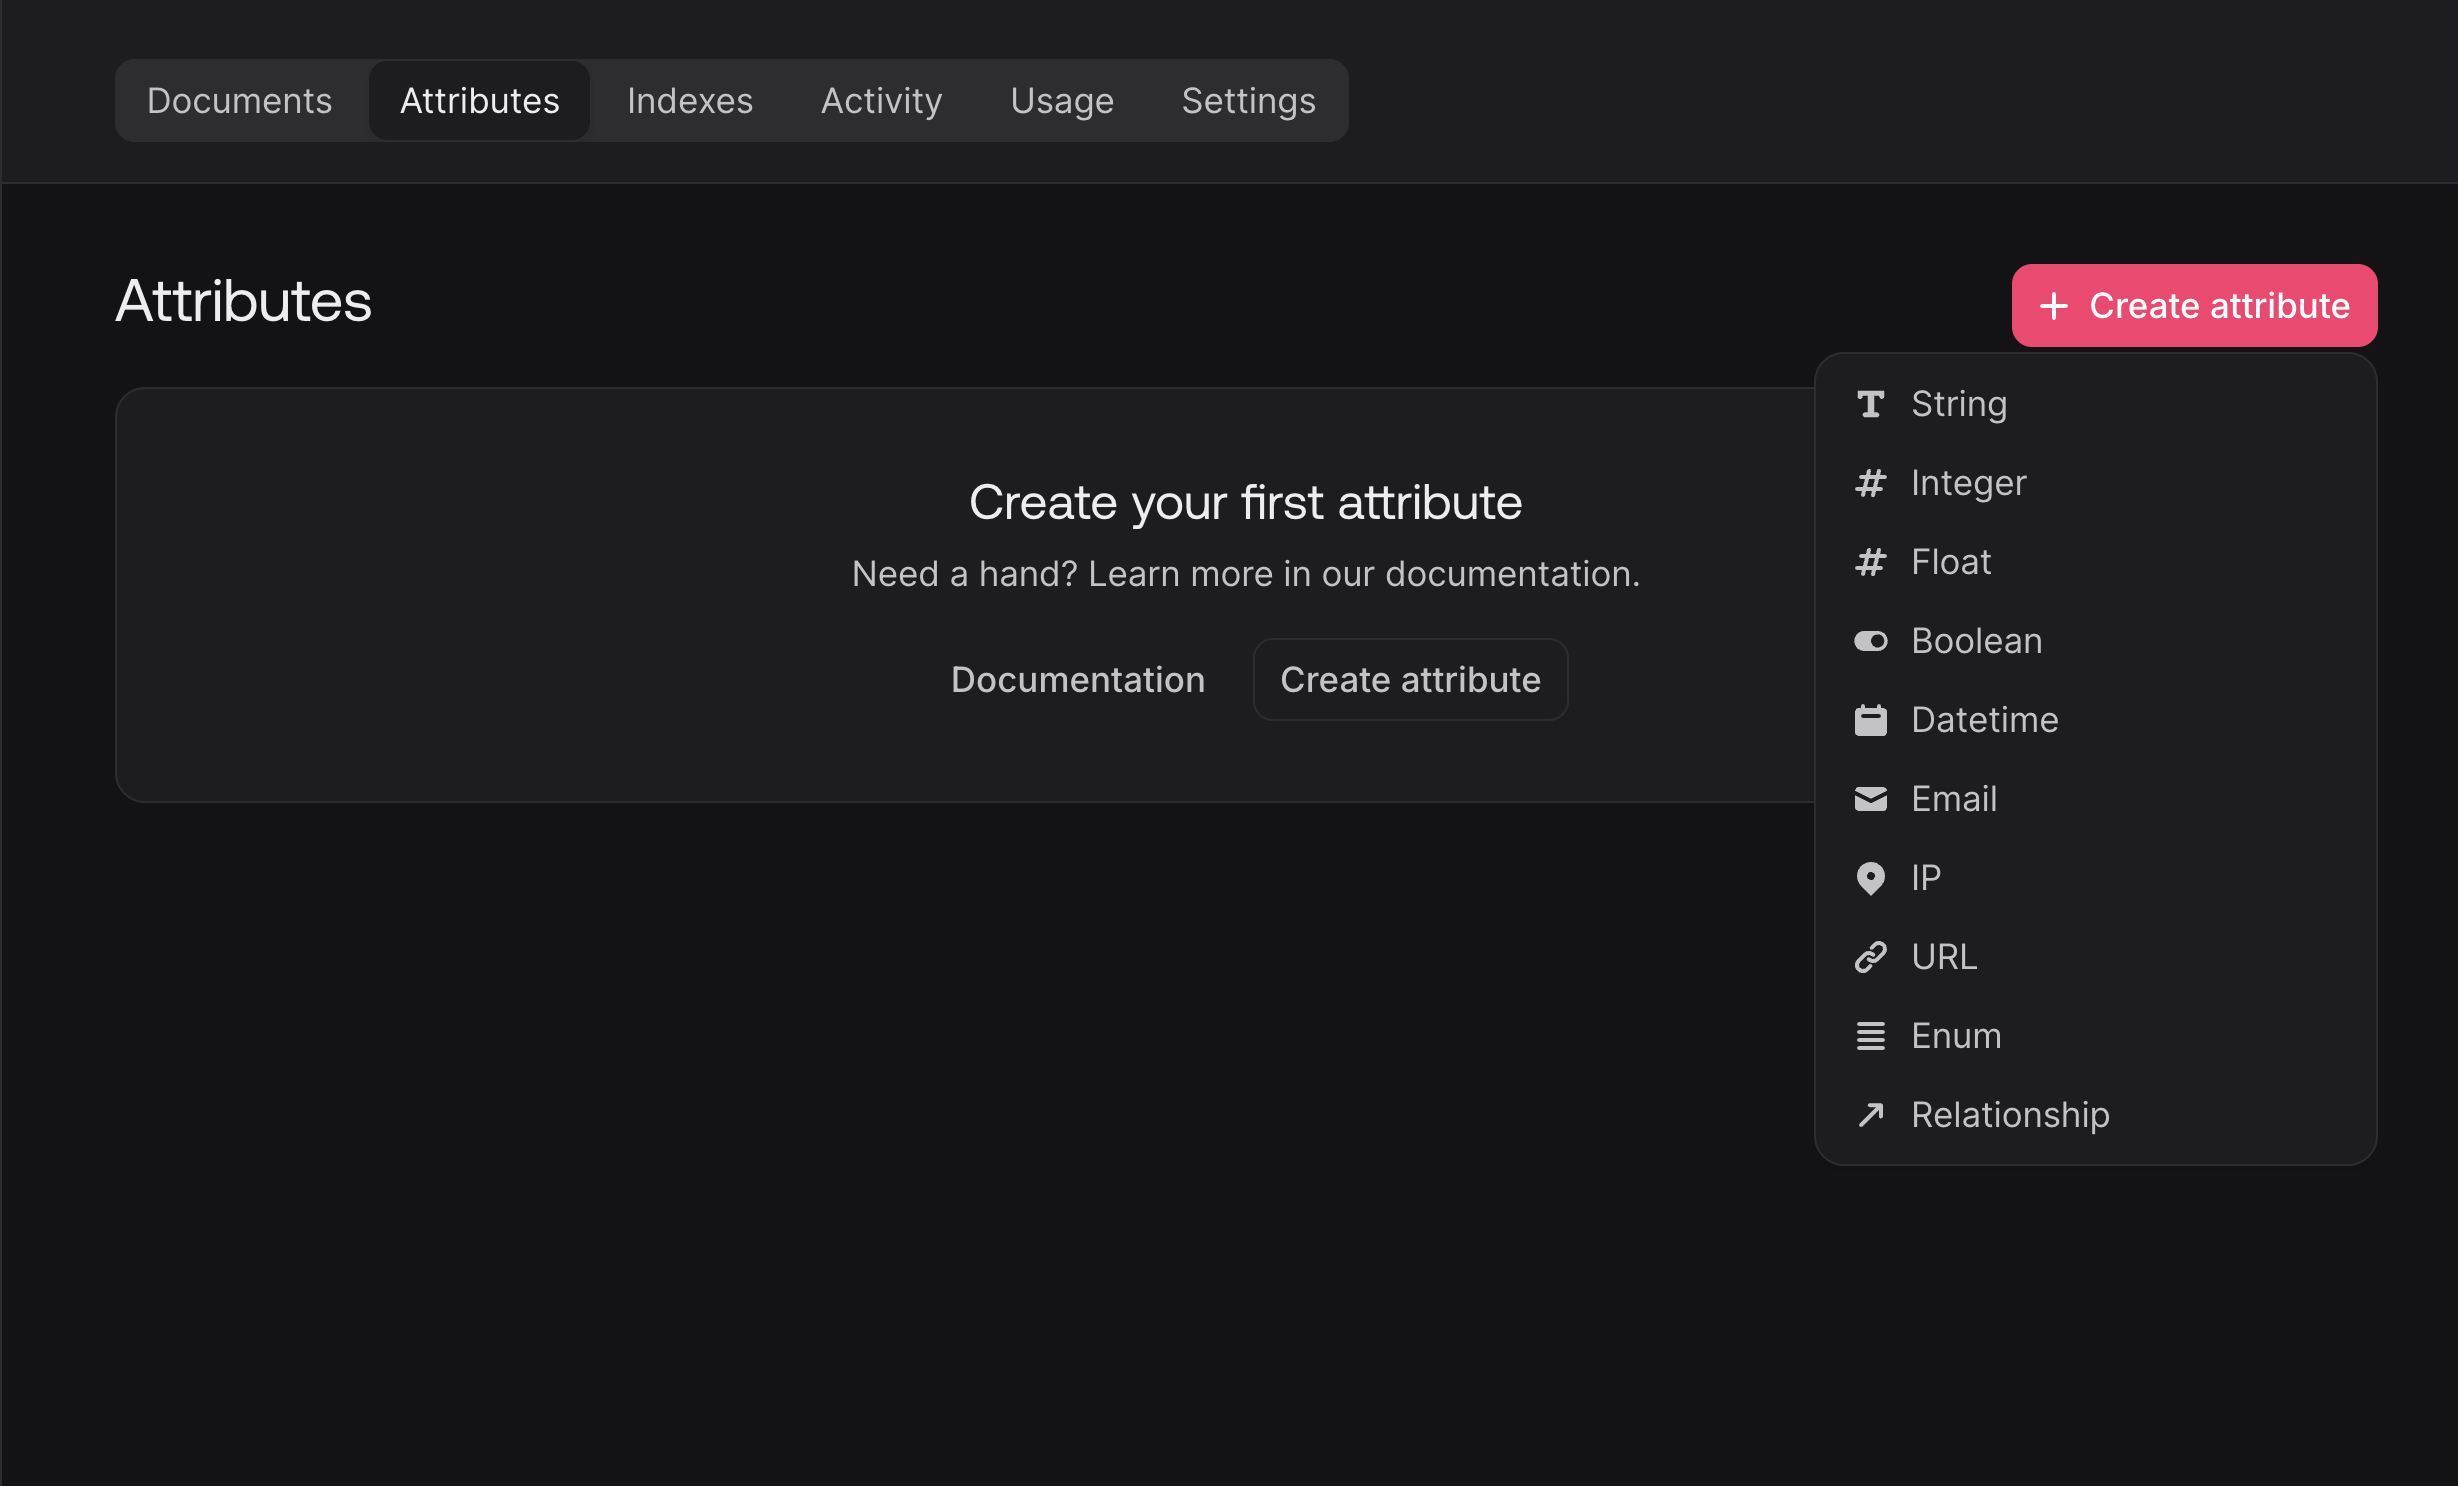 Documents Attributes Indexes Activity Usage Settings
Attributes
Create attribute
Create your first attribute
Need a hand? Learn more in our documentation.
Documentation Create attribute
String
Integer
Float
Boolean
Datetime
Email
IP
URL
Enum
Relationship